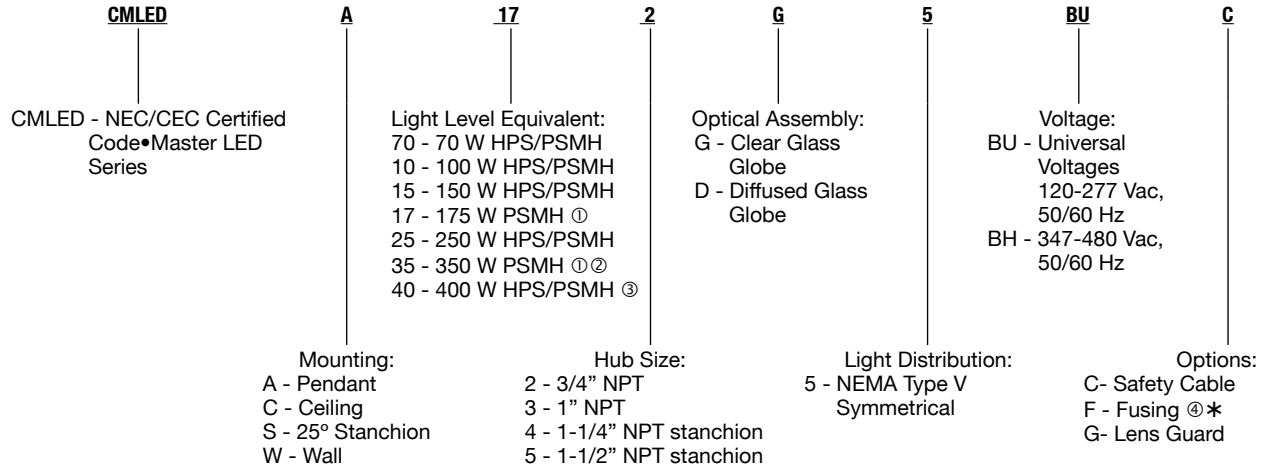 CMLED A 17 2 G 5 BU C
CMLED - NEC/CEC Certified
Code•Master LED
Series
Light Level Equivalent:
70 - 70 W HPS/PSMH
10 - 100 W HPS/PSMH
15 - 150 W HPS/PSMH
17 - 175 W PSMH ①
25 - 250 W HPS/PSMH
35 - 350 W PSMH ①②
40 - 400 W HPS/PSMH ③
Optical Assembly:
G - Clear Glass
Globe
D - Diffused Glass
Globe
Voltage:
BU - Universal
Voltages
120-277 Vac,
50/60 Hz
BH - 347-480 Vac,
50/60 Hz
Mounting:
A - Pendant
C - Ceiling
S - 25º Stanchion
W - Wall
Hub Size:
2 - 3/4” NPT
3 - 1” NPT
4 - 1-1/4” NPT stanchion
5 - 1-1/2” NPT stanchion
Light Distribution:
5 - NEMA Type V
Symmetrical
Options:
C- Safety Cable
F - Fusing ④∗
G- Lens Guard